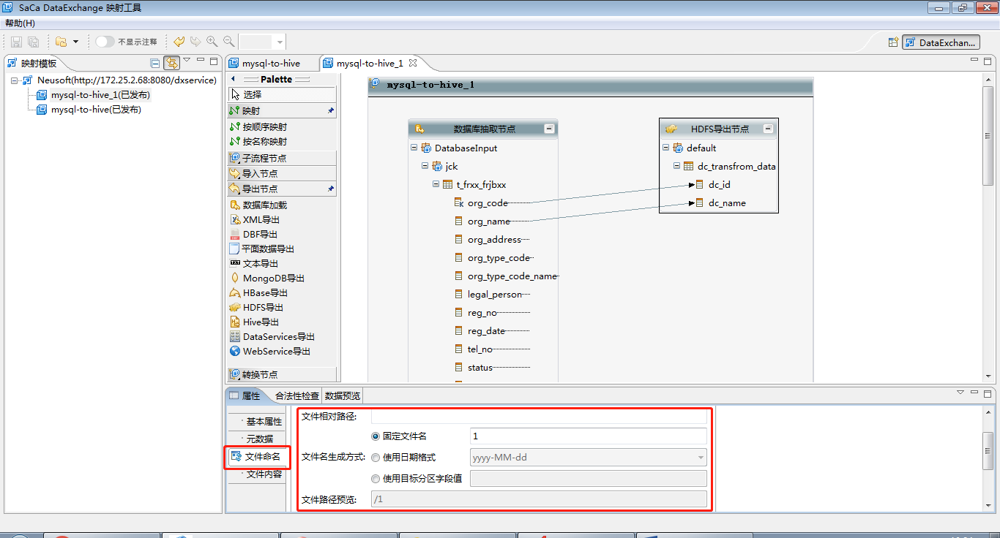 SaCa DataExchange 映射工具
帮助(H)
不显示注释
DataExchan...
映射模板
Neusoft(http://172.25.2.68:8080/dxservice)
mysql-to-hive_1(已发布)
mysql-to-hive(已发布)
mysql-to-hive
mysql-to-hive_1
Palette
选择
映射
按顺序映射
按名称映射
子流程节点
导入节点
导出节点
数据库加载
XML导出
DBF导出
平面数据导出
文本导出
MongoDB导出
HBase导出
HDFS导出
Hive导出
DataServices导出
WebService导出
转换节点
mysql-to-hive_1
数据库抽取节点
DatabaseInput
jck
t_frxx_frjbxx
org_code
org_name
org_address
org_type_code
org_type_code_name
legal_person
reg_no
reg_date
tel_no
status
HDFS导出节点
default
dc_transfrom_data
dc_id
dc_name
属性
合法性检查
数据预览
基本属性
元数据
文件命名
文件内容
文件相对路径:
固定文件名
1
文件名生成方式:
使用日期格式
yyyy-MM-dd
使用目标分区字段值
文件路径预览:
/1